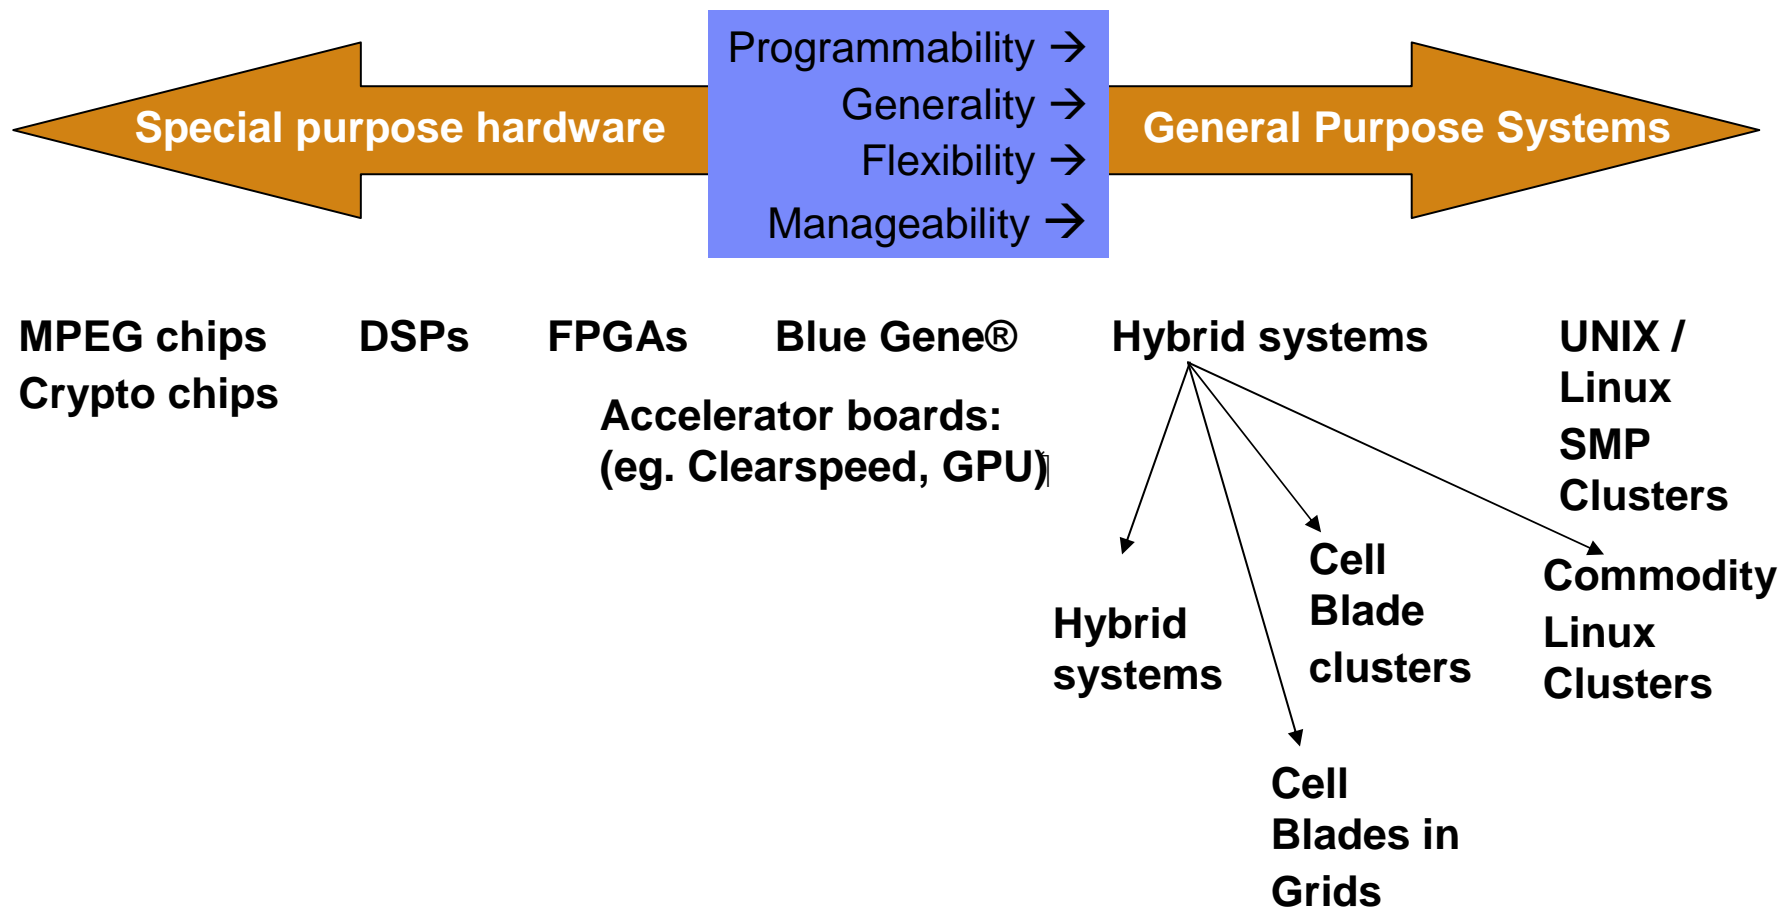 Programmability →
Generality →
Flexibility →
Manageability →
Special purpose hardware
General Purpose Systems
MPEG chips
Crypto chips
DSPs
FPGAs
Blue Gene®
Accelerator boards:
(eg. Clearspeed, GPU)
Hybrid systems
UNIX /
Linux
SMP
Clusters
Hybrid
systems
Cell
Blade
clusters
Commodity
Linux
Clusters
Cell
Blades in
Grids